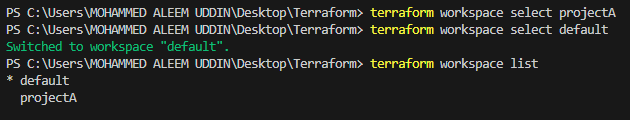 PS C:\Users\MOHAMMED ALEEM UDDIN\Desktop\Terraform> terraform workspace select projectA
PS C:\Users\MOHAMMED ALEEM UDDIN\Desktop\Terraform> terraform workspace select default
Switched to workspace "default".
PS C:\Users\MOHAMMED ALEEM UDDIN\Desktop\Terraform> terraform workspace list
* default
  projectA